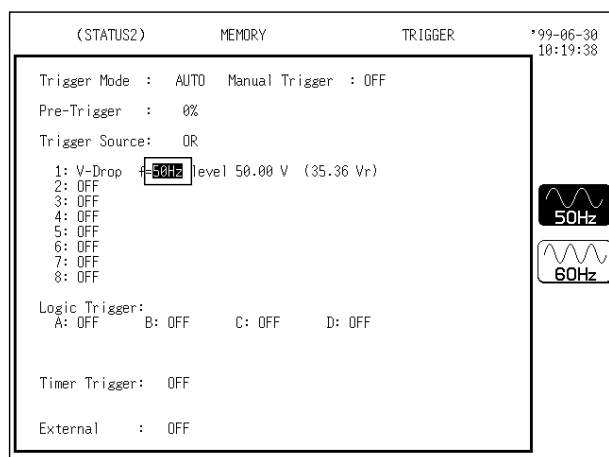 (STATUS2) MEMORY TRIGGER '99-06-30
10:19:38
Trigger Mode : AUTO Manual Trigger : OFF
Pre-Trigger : 0%
Trigger Source: OR
1: V-Drop f=50Hz level 50.00 V (35.36 Vr)
2: OFF
3: OFF
4: OFF
5: OFF
6: OFF
7: OFF
8: OFF
50Hz
60Hz
Logic Trigger:
A: OFF B: OFF C: OFF D: OFF
Timer Trigger: OFF
External : OFF